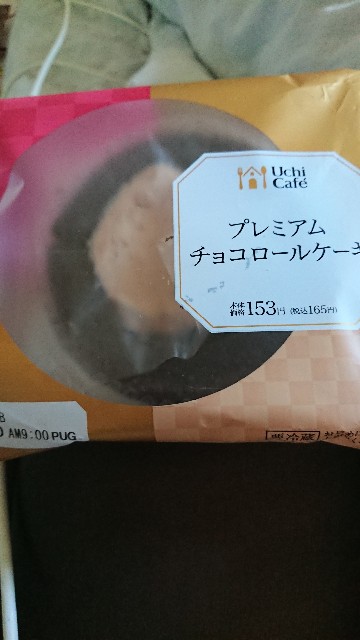 Uchi
Café
プレミアム
チョコロールケーキ
本体
価格 153円 (税込165円)
AM9:00 PUG
要冷蔵